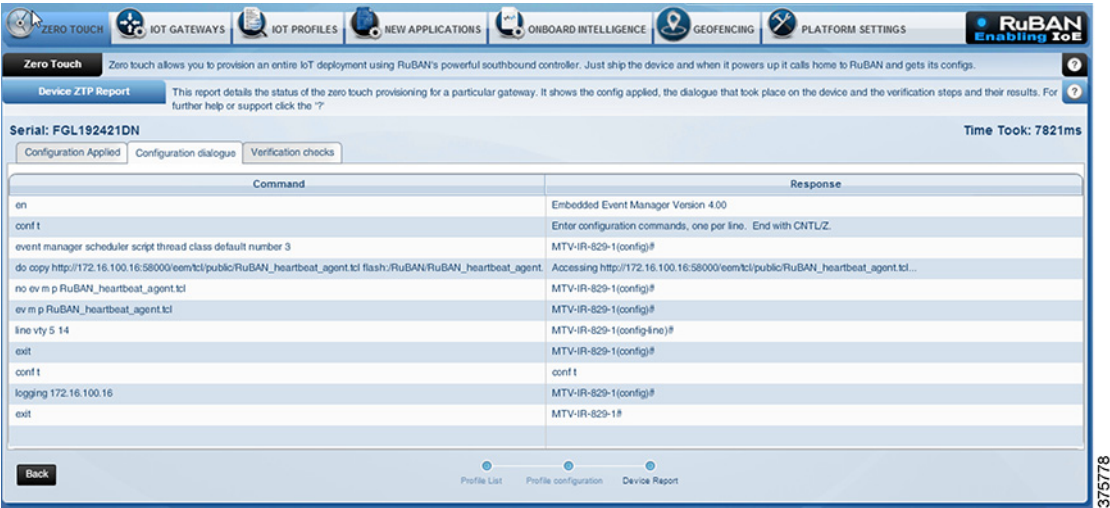 ZERO TOUCH IOT GATEWAYS IOT PROFILES NEW APPLICATIONS ONBOARD INTELLIGENCE GEOFENCING PLATFORM SETTINGS RuBAN
Enabling IoE
Zero Touch Zero touch allows you to provision an entire IoT deployment using RuBAN's powerful southbound controller. Just ship the device and when it powers up it calls home to RuBAN and gets its configs. ?
Device ZTP Report This report details the status of the zero touch provisioning for a particular gateway. It shows the config applied, the dialogue that took place on the device and the verification steps and their results. For ?
further help or support click the '?'
Serial: FGL192421DN Time Took: 7821ms
Configuration Applied Configuration dialogue Verification checks
Command Response
en Embedded Event Manager Version 4.00
conf t Enter configuration commands, one per line. End with CNTL/Z.
event manager scheduler script thread class default number 3 MTV-IR-829-1(config)#
do copy http://172.16.100.16:58000/eem/tcl/public/RuBAN_heartbeat_agent.tcl flash:/RuBAN/RuBAN_heartbeat_agent. Accessing http://172.16.100.16:58000/eem/tcl/public/RuBAN_heartbeat_agent.tcl...
no ev m p RuBAN_heartbeat_agent.tcl MTV-IR-829-1(config)#
ev m p RuBAN_heartbeat_agent.tcl MTV-IR-829-1(config)#
line vty 5 14 MTV-IR-829-1(config-line)#
exit MTV-IR-829-1(config)#
conf t conf t
logging 172.16.100.16 MTV-IR-829-1(config)#
exit MTV-IR-829-1#
Back
Profile List Profile configuration Device Report
375778